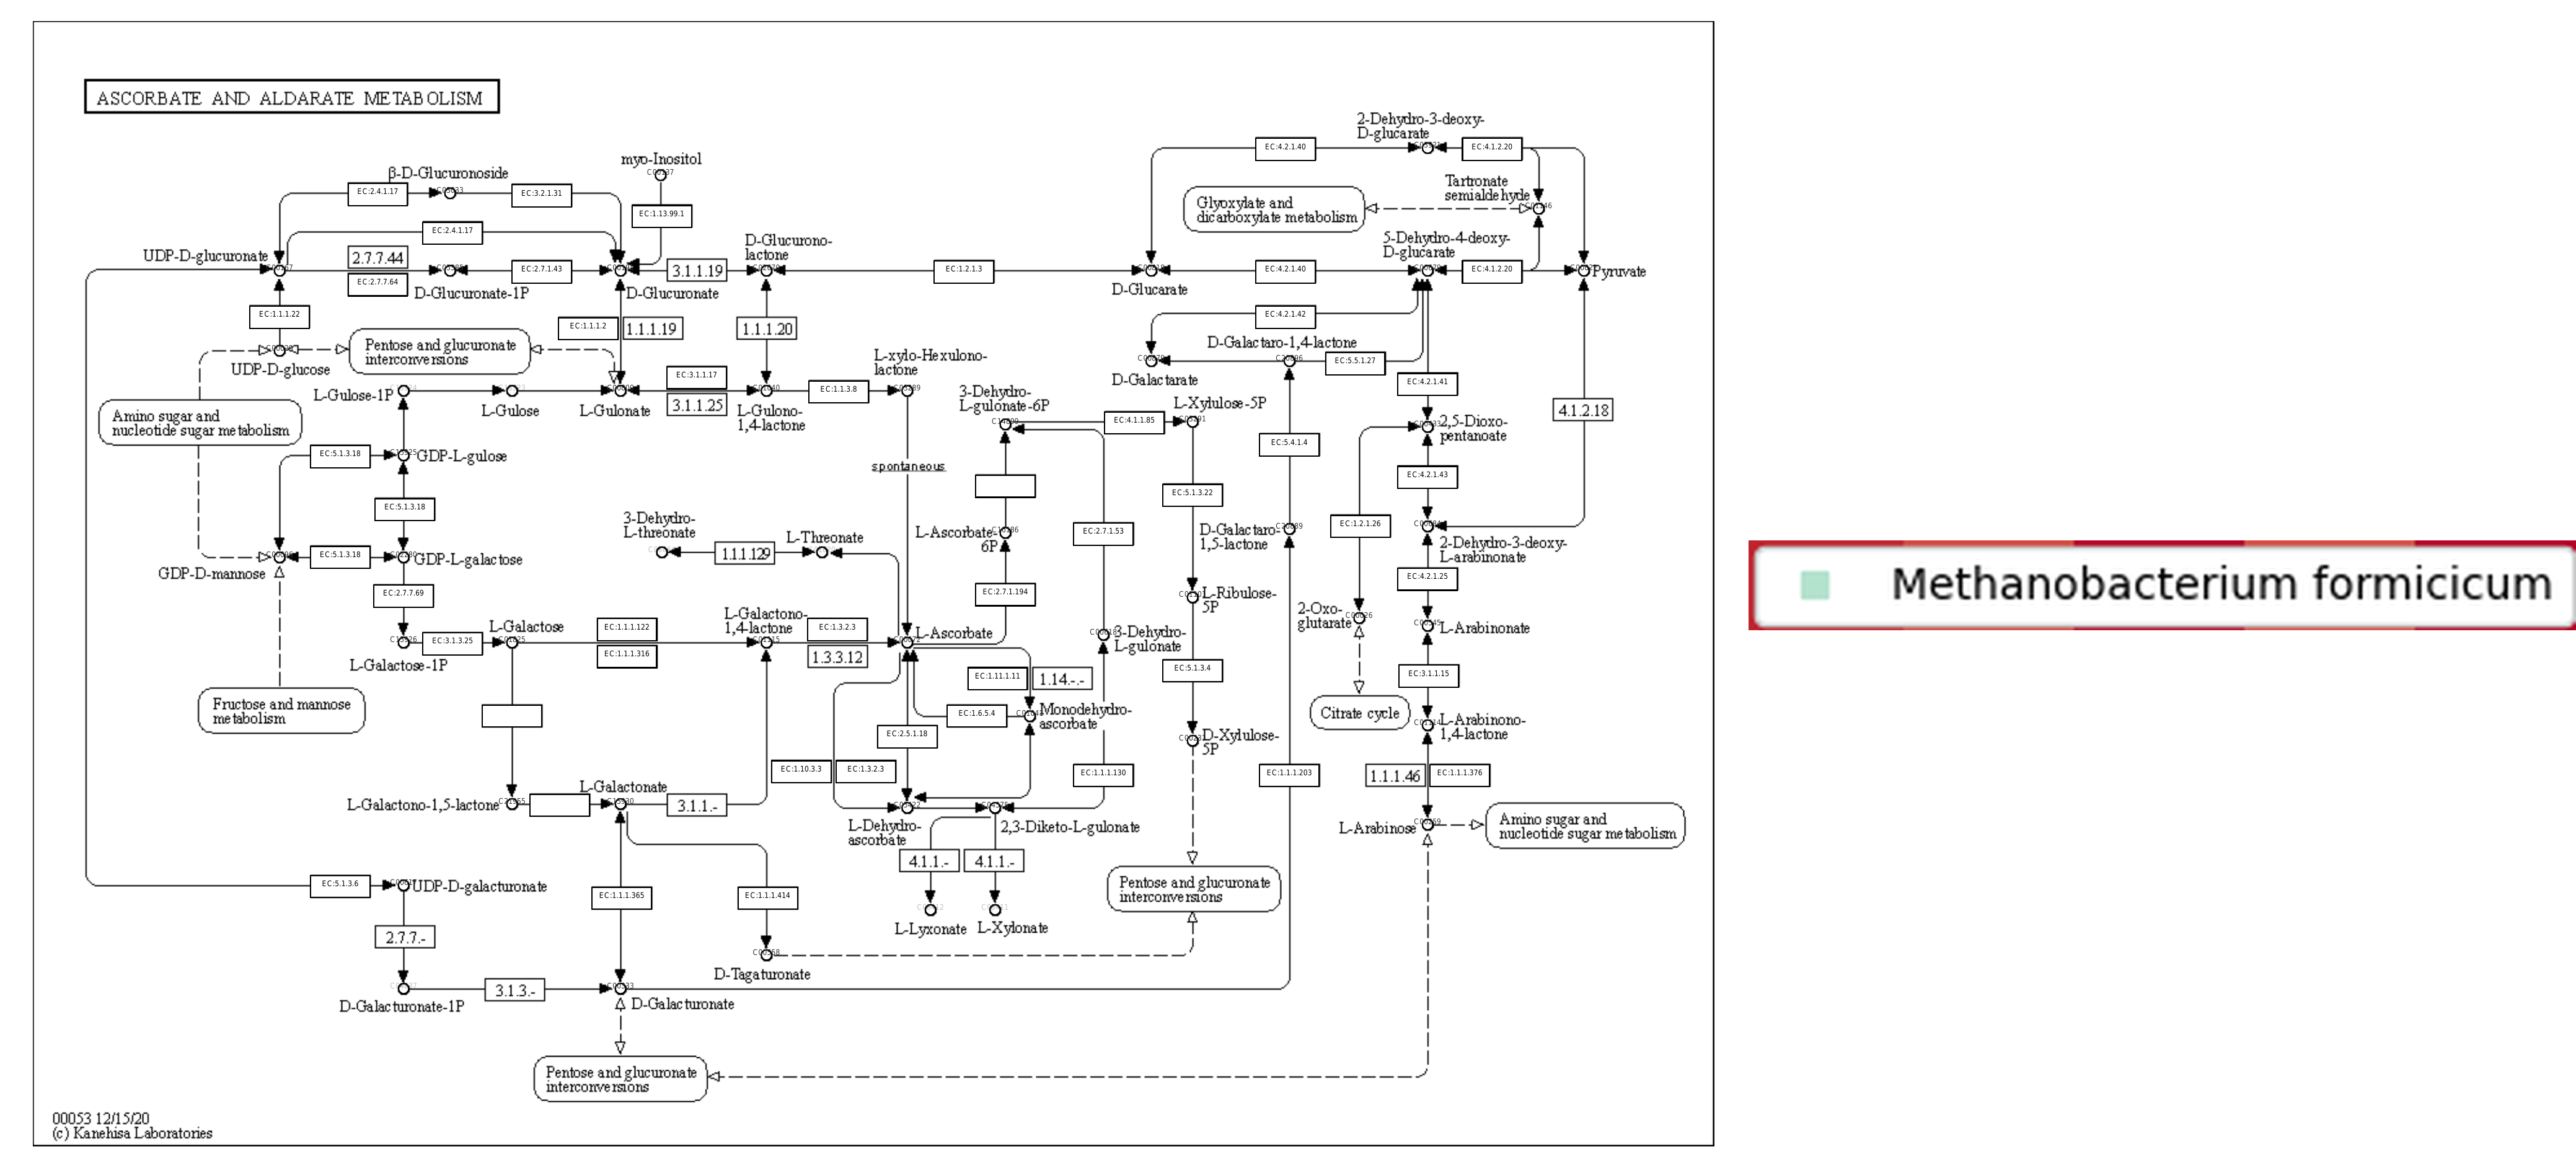 ASCORBATE AND ALDARATE METABOLISM
2-Dehydro-3-deoxy-
D-glucarate
EC:4.2.1.40
EC:4.1.2.20
myo-Inositol
β-D-Glucuronoside
EC:2.4.1.17
EC:3.2.1.31
EC:1.13.99.1
Tartronate
semialdehyde
Glyoxylate and
dicarboxylate metabolism
EC:2.4.1.17
UDP-D-glucuronate
2.7.7.44
EC:2.7.7.64
D-Glucuronate-1P
EC:2.7.1.43
D-Glucuronate
3.1.1.19
D-Glucurono-
lactone
EC:1.2.1.3
D-Glucarate
EC:4.2.1.40
5-Dehydro-4-deoxy-
D-glucarate
EC:4.1.2.20
Pyruvate
EC:1.1.1.22
EC:1.1.1.2
1.1.1.19
1.1.1.20
EC:4.2.1.42
UDP-D-glucose
Pentose and glucuronate
interconversions
D-Galactaro-1,4-lactone
EC:5.5.1.27
D-Galactarate
L-xylo-Hexulono-
lactone
L-Gulose-1P
L-Gulose
L-Gulonate
EC:3.1.1.17
3.1.1.25
L-Gulono-
1,4-lactone
EC:1.1.3.8
EC:4.2.1.41
3-Dehydro-
L-gulonate-6P
EC:4.1.1.85
L-Xylulose-5P
4.1.2.18
Amino sugar and
nucleotide sugar metabolism
2,5-Dioxo-
pentanoate
EC:5.4.1.4
EC:5.1.3.18
GDP-L-gulose
spontaneous
EC:4.2.1.43
EC:5.1.3.18
EC:5.1.3.22
3-Dehydro-
L-threonate
1.1.1.129
L-Threonate
L-Ascorbate-
6P
EC:2.7.1.53
D-Galactaro-
1,5-lactone
EC:1.2.1.26
2-Dehydro-3-deoxy-
L-arabinonate
GDP-D-mannose
EC:5.1.3.18
GDP-L-galactose
EC:4.2.1.25
Methanobacterium formicicum
EC:2.7.7.69
EC:2.7.1.194
L-Ribulose-
5P
2-Oxo-
glutarate
L-Arabinonate
L-Galactose-1P
EC:3.1.3.25
L-Galactose
EC:1.1.1.122
EC:1.1.1.316
L-Galactono-
1,4-lactone
EC:1.3.2.3
1.3.3.12
L-Ascorbate
3-Dehydro-
L-gulonate
EC:5.1.3.4
EC:3.1.1.15
EC:1.11.1.11
1.14.-.-
Fructose and mannose
metabolism
EC:1.6.5.4
Monodehydro-
ascorbate
Citrate cycle
L-Arabinono-
1,4-lactone
EC:2.5.1.18
D-Xylulose-
5P
EC:1.10.3.3
EC:1.3.2.3
EC:1.1.1.130
EC:1.1.1.203
1.1.1.46
EC:1.1.1.376
L-Galactono-1,5-lactone
L-Galactonate
3.1.1.-
L-Dehydro-
ascorbate
2,3-Diketo-L-gulonate
L-Arabinose
Amino sugar and
nucleotide sugar metabolism
4.1.1.-
4.1.1.-
EC:5.1.3.6
UDP-D-galacturonate
EC:1.1.1.365
EC:1.1.1.414
Pentose and glucuronate
interconversions
L-Lyxonate
L-Xylonate
2.7.7.-
D-Tagaturonate
D-Galacturonate-1P
3.1.3.-
D-Galacturonate
Pentose and glucuronate
interconversions
00053 12/15/20
(c) Kanehisa Laboratories